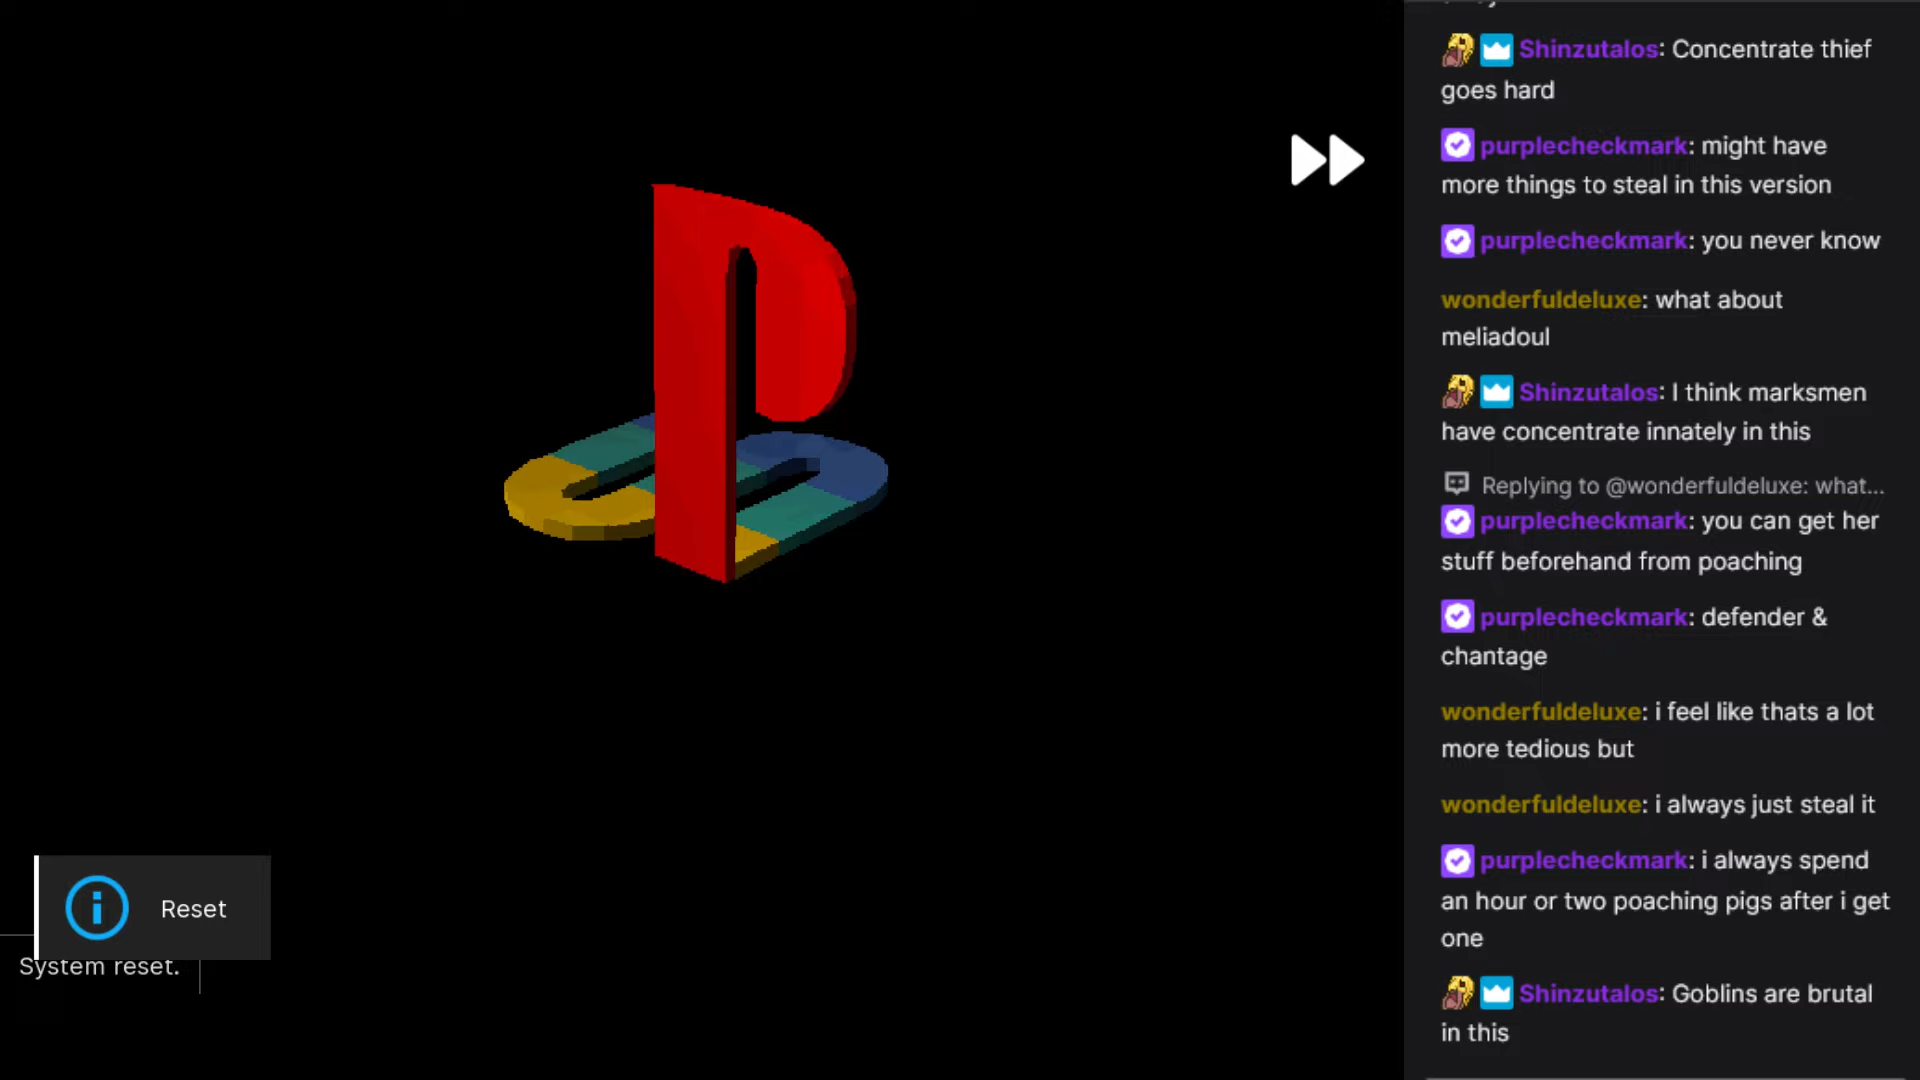 Reset
System reset.
Shinzutalos: Concentrate thief
goes hard
purplecheckmark: might have
more things to steal in this version
purplecheckmark: you never know
wonderfuldeluxe: what about
meliadoul
Shinzutalos: I think marksmen
have concentrate innately in this
Replying to @wonderfuldeluxe: what...
purplecheckmark: you can get her
stuff beforehand from poaching
purplecheckmark: defender &
chantage
wonderfuldeluxe: i feel like thats a lot
more tedious but
wonderfuldeluxe: i always just steal it
purplecheckmark: i always spend
an hour or two poaching pigs after i get
one
Shinzutalos: Goblins are brutal
in this